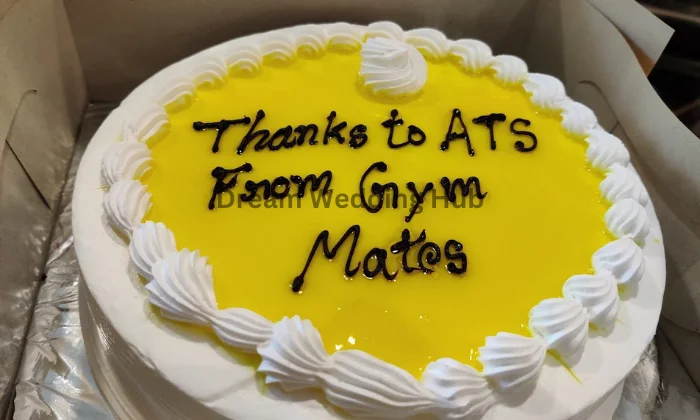 Thanks to ATS
From Gym
Dream Wedding Hub
Mates